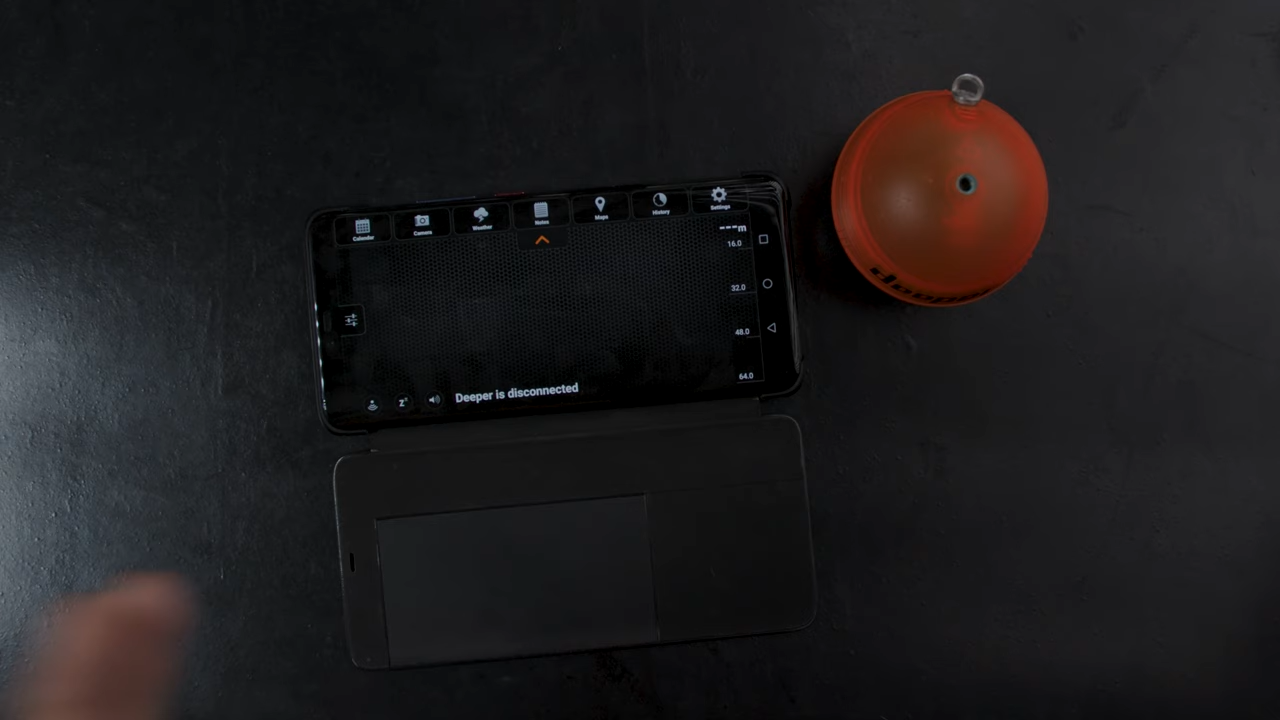 Calendar
Camera
Weather
Notes
Maps
History
Settings
---m
16.0
32.0
48.0
64.0
Zz
Deeper is disconnected
deeper